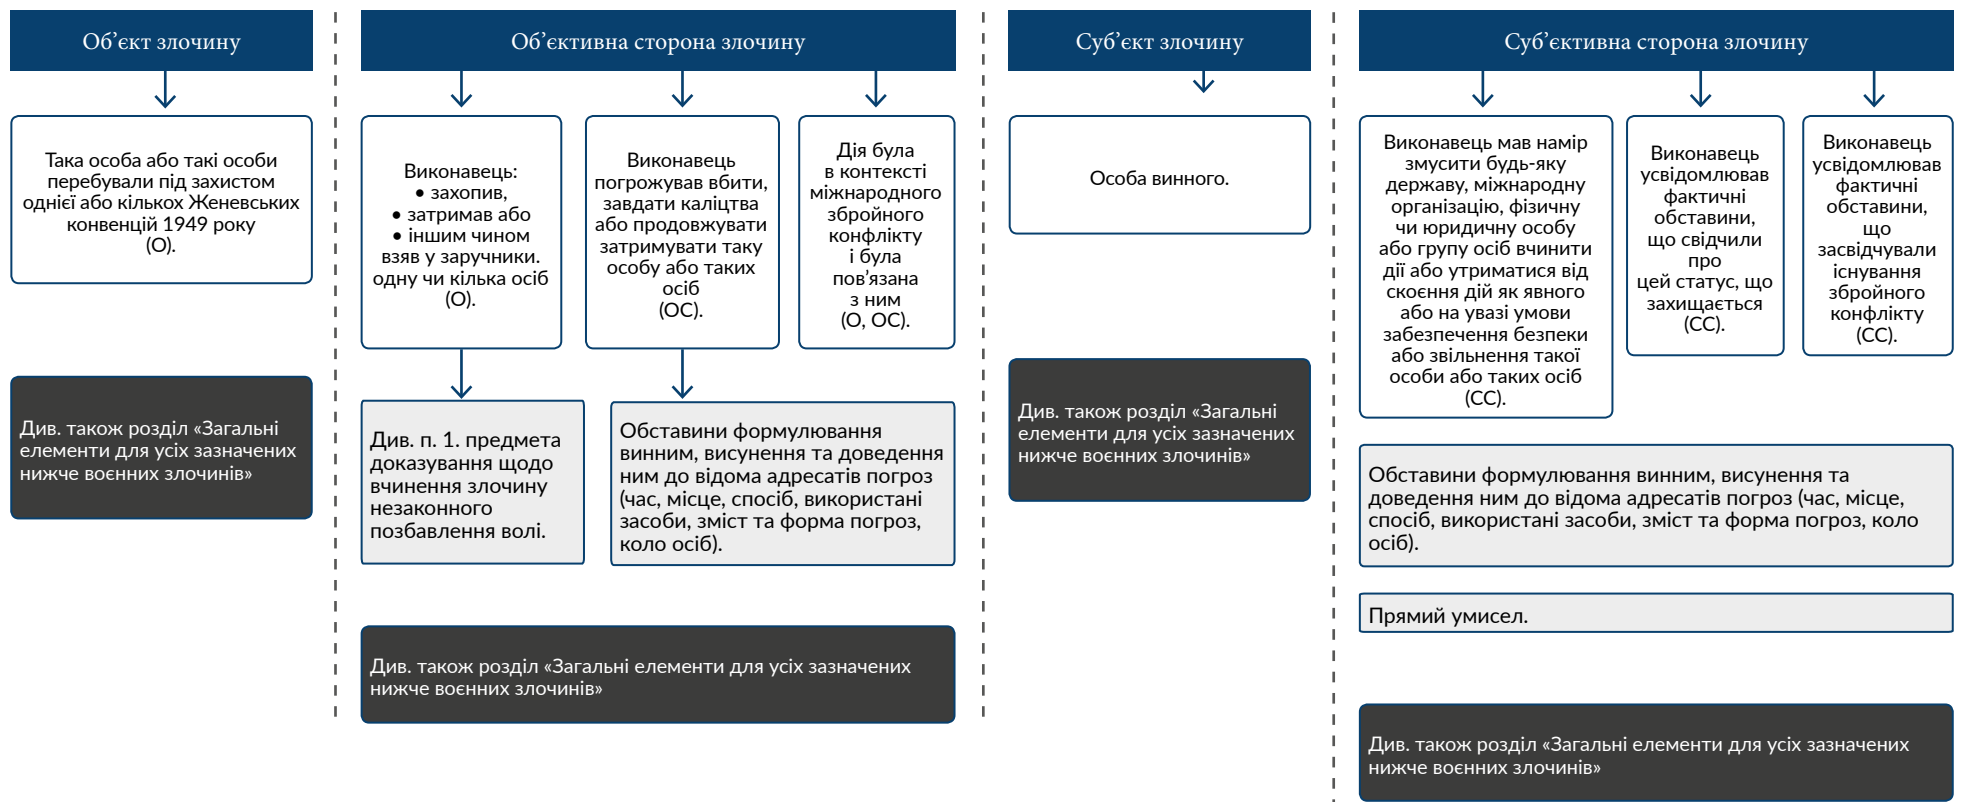 Об’єкт злочину
Така особа або такі особи
перебували під захистом
однієї або кількох Женевських
конвенцій 1949 року
(О).
Див. також розділ «Загальні
елементи для усіх зазначених
нижче воєнних злочинів»
Об’єктивна сторона злочину
Виконавець:
• захопив,
• затримав або
• іншим чином
взяв у заручники.
одну чи кілька осіб
(О).
Виконавець
погрожував вбити,
завдати каліцтва
або продовжувати
затримувати таку
особу або таких
осіб
(ОС).
Дія була
в контексті
міжнародного
збройного
конфлікту
і була
пов’язана
з ним
(О, ОС).
Див. п. 1. предмета
доказування щодо
вчинення злочину
незаконного
позбавлення волі.
Обставини формулювання
винним, висунення та доведення
ним до відома адресатів погроз
(час, місце, спосіб, використані
засоби, зміст та форма погроз,
коло осіб).
Див. також розділ «Загальні елементи для усіх зазначених
нижче воєнних злочинів»
Суб’єкт злочину
Особа винного.
Див. також розділ «Загальні
елементи для усіх зазначених
нижче воєнних злочинів»
Суб’єктивна сторона злочину
Виконавець мав намір
змусити будь-яку
державу, міжнародну
організацію, фізичну
чи юридичну особу
або групу осіб вчинити
дії або утриматися від
скоєння дій як явного
або на увазі умови
забезпечення безпеки
або звільнення такої
особи або таких осіб
(СС).
Виконавець
усвідомлював
фактичні
обставини,
що свідчили
про
цей статус, що
захищається
(СС).
Виконавець
усвідомлював
фактичні
обставини,
що
засвідчували
існування
збройного
конфлікту
(СС).
Обставини формулювання винним, висунення та
доведення ним до відома адресатів погроз (час, місце,
спосіб, використані засоби, зміст та форма погроз, коло
осіб).
Прямий умисел.
Див. також розділ «Загальні елементи для усіх зазначених
нижче воєнних злочинів»